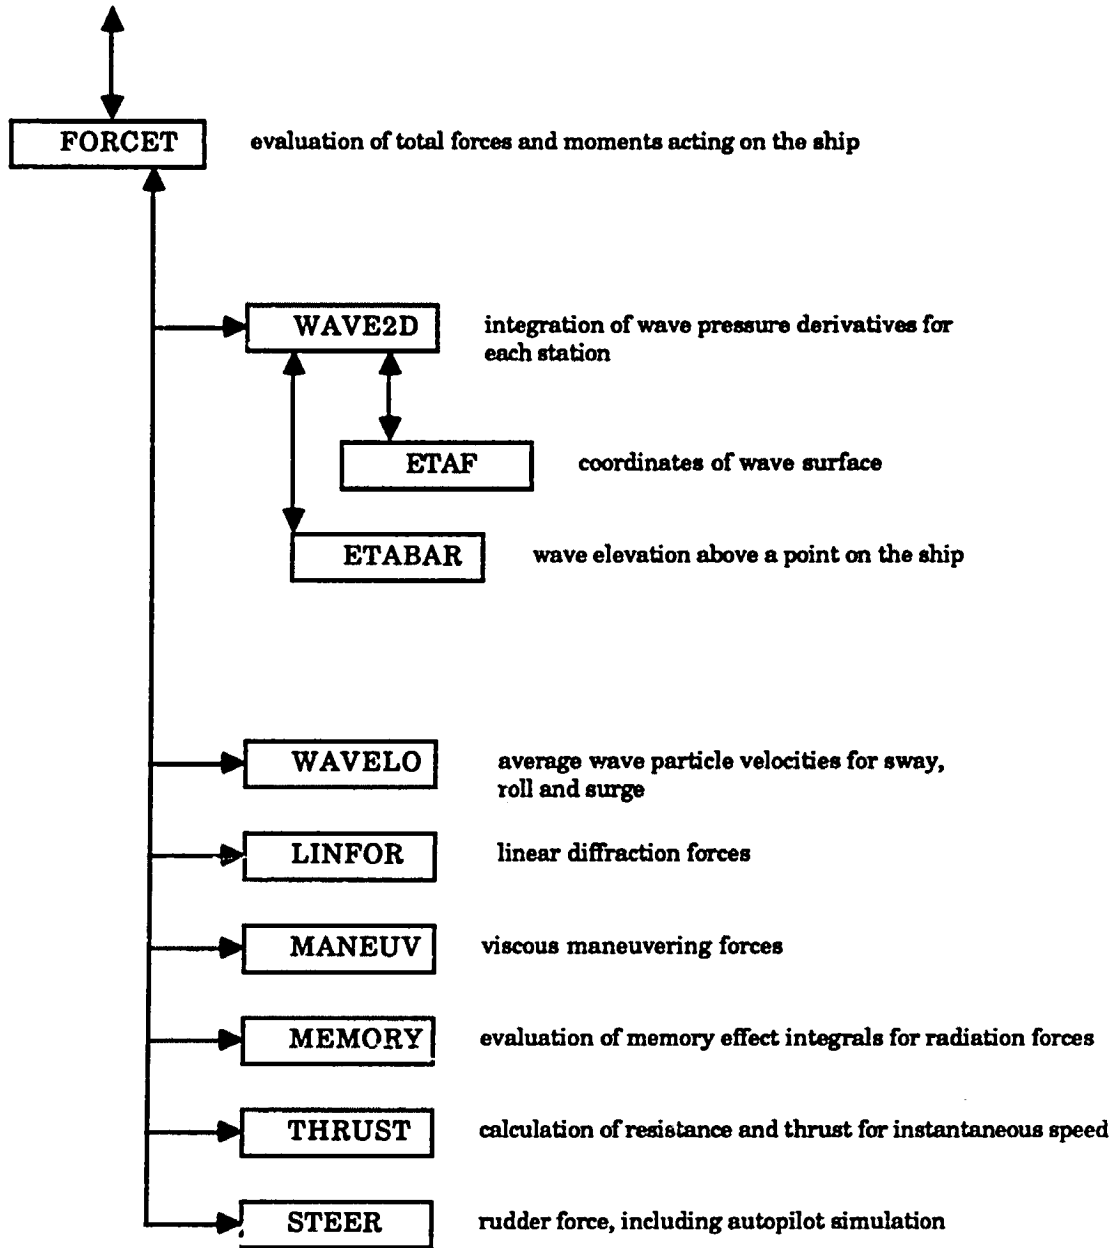 FORCET
evaluation of total forces and moments acting on the ship
WAVE2D
integration of wave pressure derivatives for
each station
ETAF
coordinates of wave surface
ETABAR
wave elevation above a point on the ship
WAVELO
average wave particle velocities for sway,
roll and surge
LINFOR
linear diffraction forces
MANEUV
viscous maneuvering forces
MEMORY
evaluation of memory effect integrals for radiation forces
THRUST
calculation of resistance and thrust for instantaneous speed
STEER
rudder force, including autopilot simulation